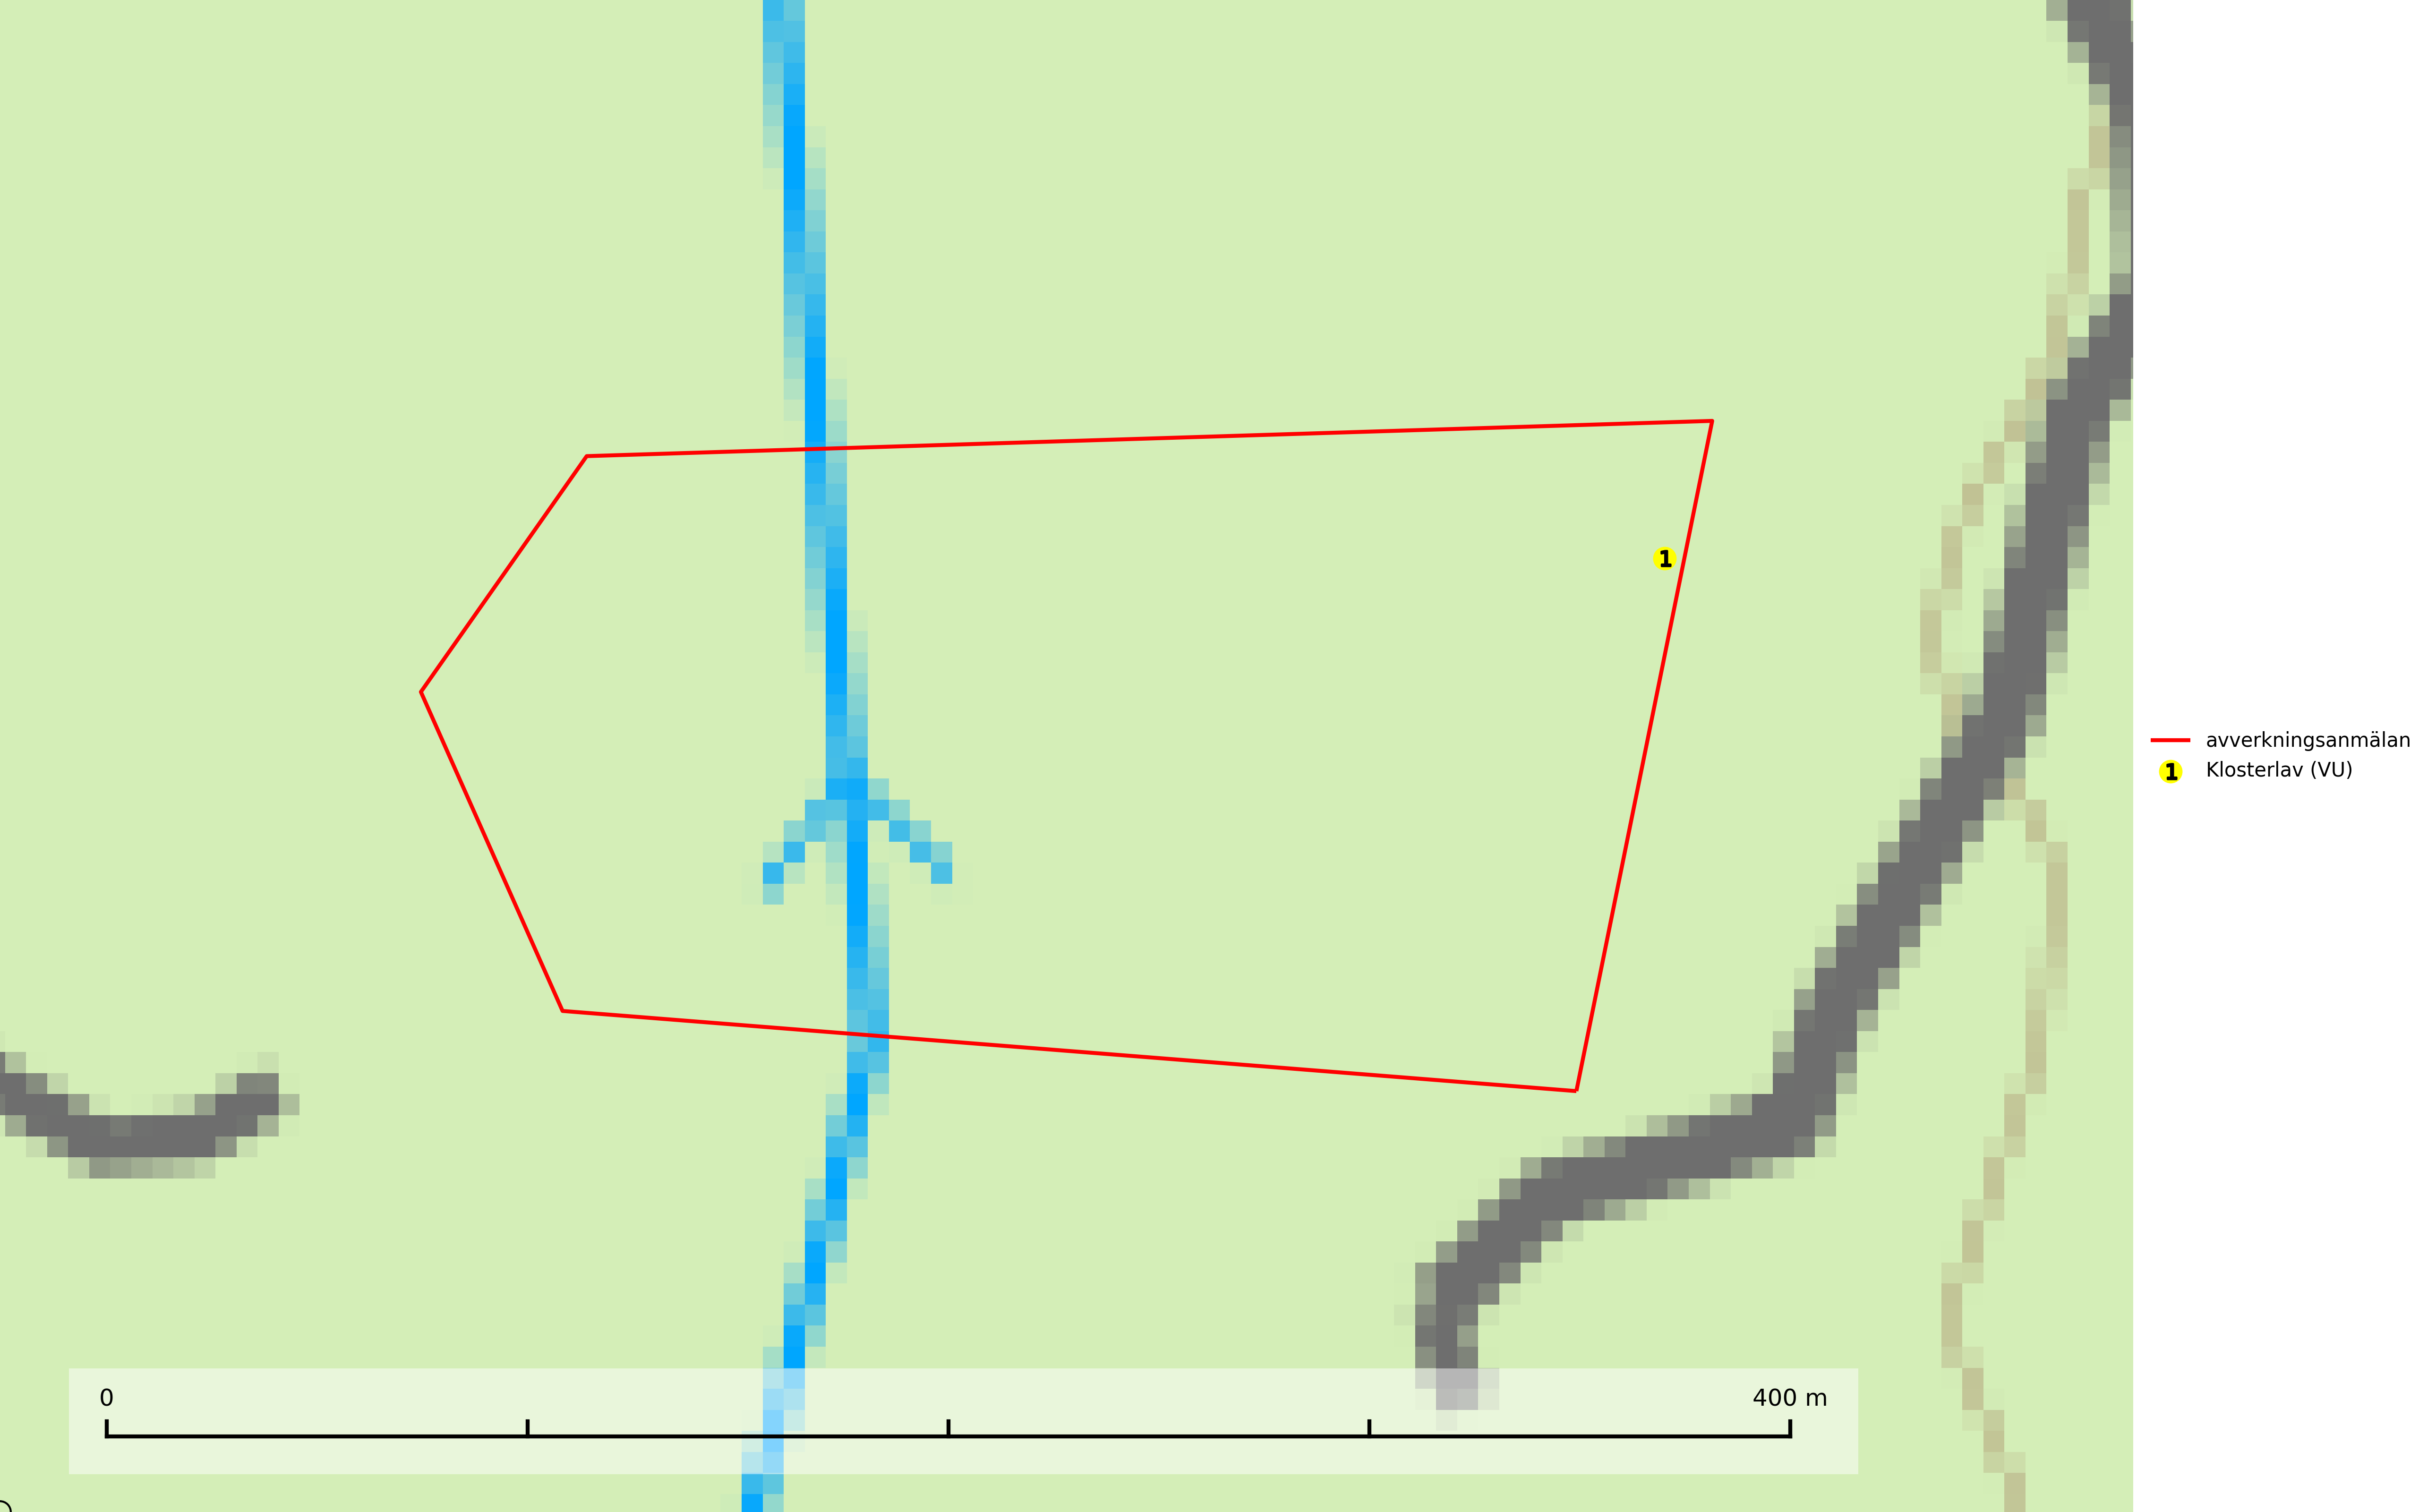 1
avverkningsanmälan
1 Klosterlav (VU)
0 400 m